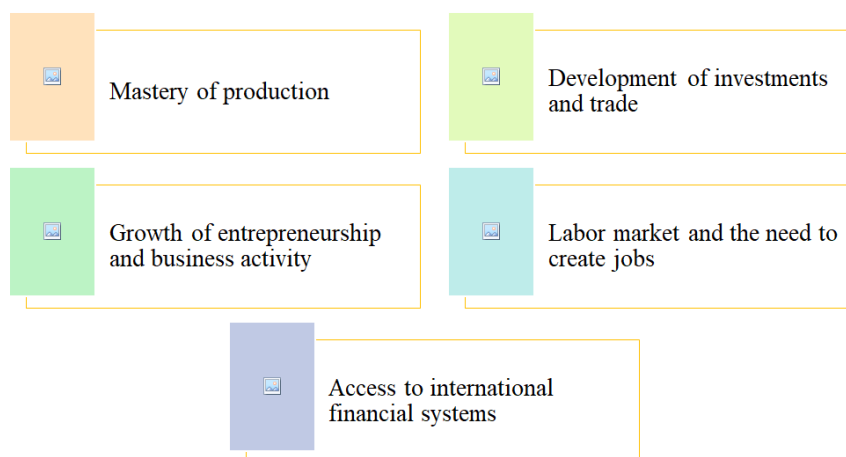 Mastery of production
Development of investments
and trade
Growth of entrepreneurship
and business activity
Labor market and the need to
create jobs
Access to international
financial systems